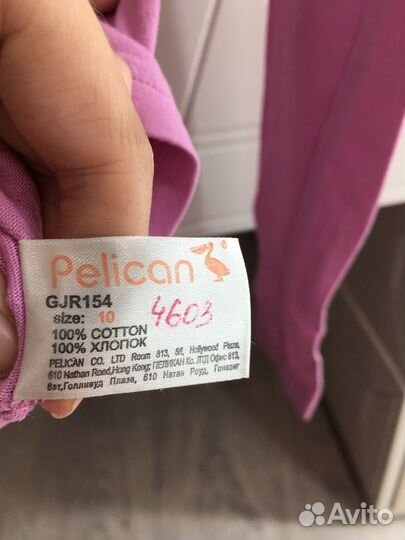 Pelican
GJR154
size: 10 4603
100% COTTON
100% ХЛОПОК
PELICAN CO. LTD Room 813, 8/f, Hollywood Plaza,
610 Nathan Road,Hong Kong; ПЕЛИКАН Ко. ЛТД Офис 813,
8эт,Голливуд Плаза, 610 Натан Роуд, Гонконг
Avito